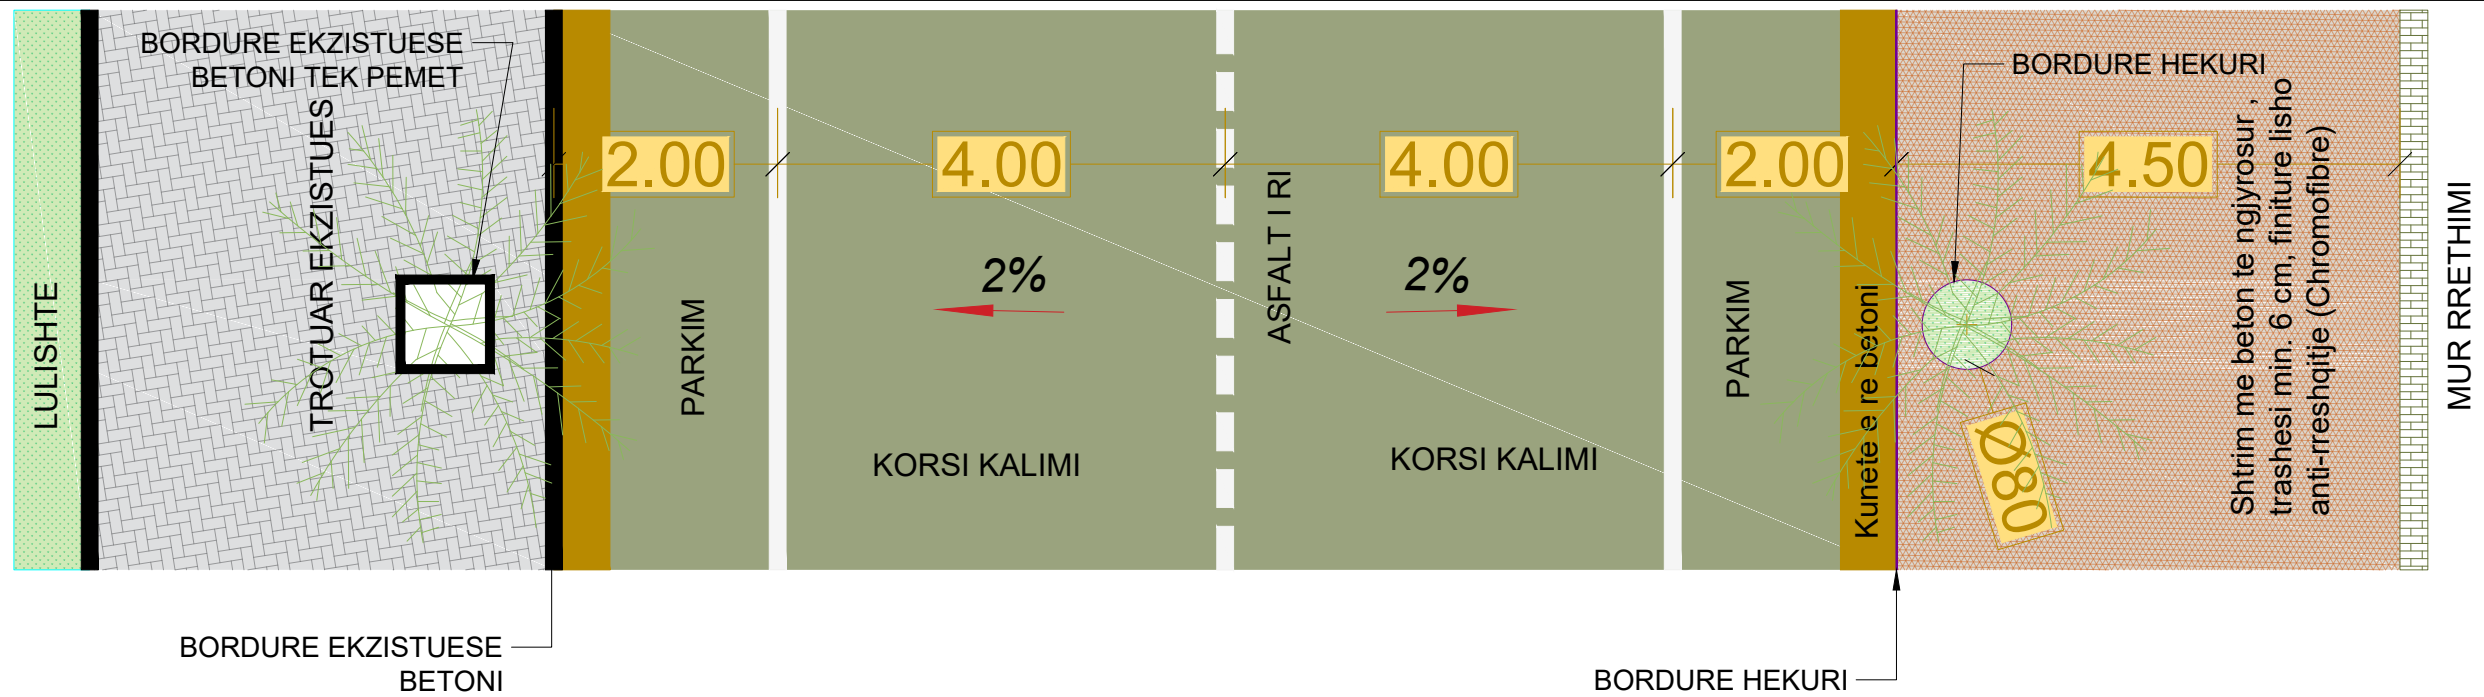 BORDURE EKZISTUESE
BETONI TEK PEMET
BORDURE HEKURI
2.00
4.00
4.00
2.00
4.50
LULISHTE
TROTUAR EKZISTUES
PARKIM
2%
KORSI KALIMI
ASFALT I RI
2%
KORSI KALIMI
PARKIM
Kunete e re betoni
Ø80
Shtrim me beton te ngjyrosur ,
trashesi min. 6 cm, finiture lisho
anti-rreshqitje (Chromofibre)
MUR RRETHIMI
BORDURE EKZISTUESE
BETONI
BORDURE HEKURI